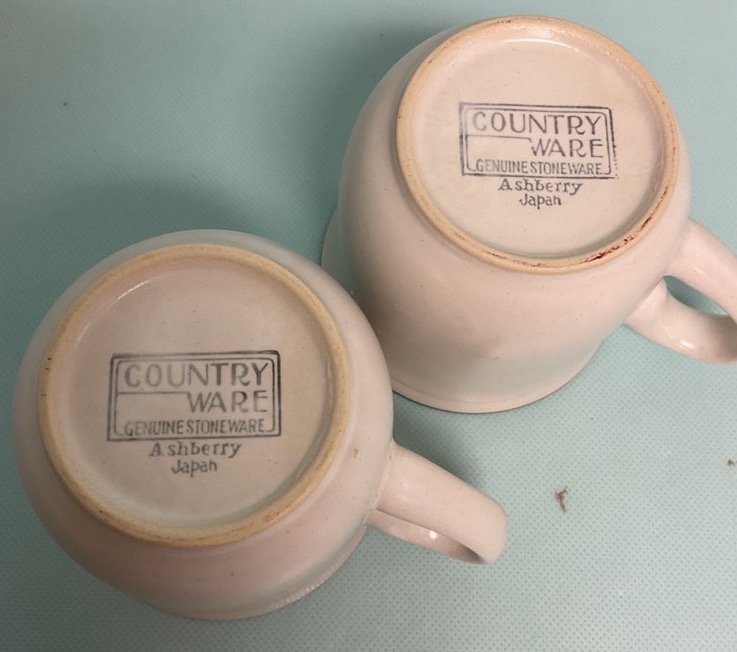 COUNTRY
WARE
GENUINE STONEWARE
Ashberry
Japan
COUNTRY
WARE
GENUINE STONEWARE
Ashberry
Japan